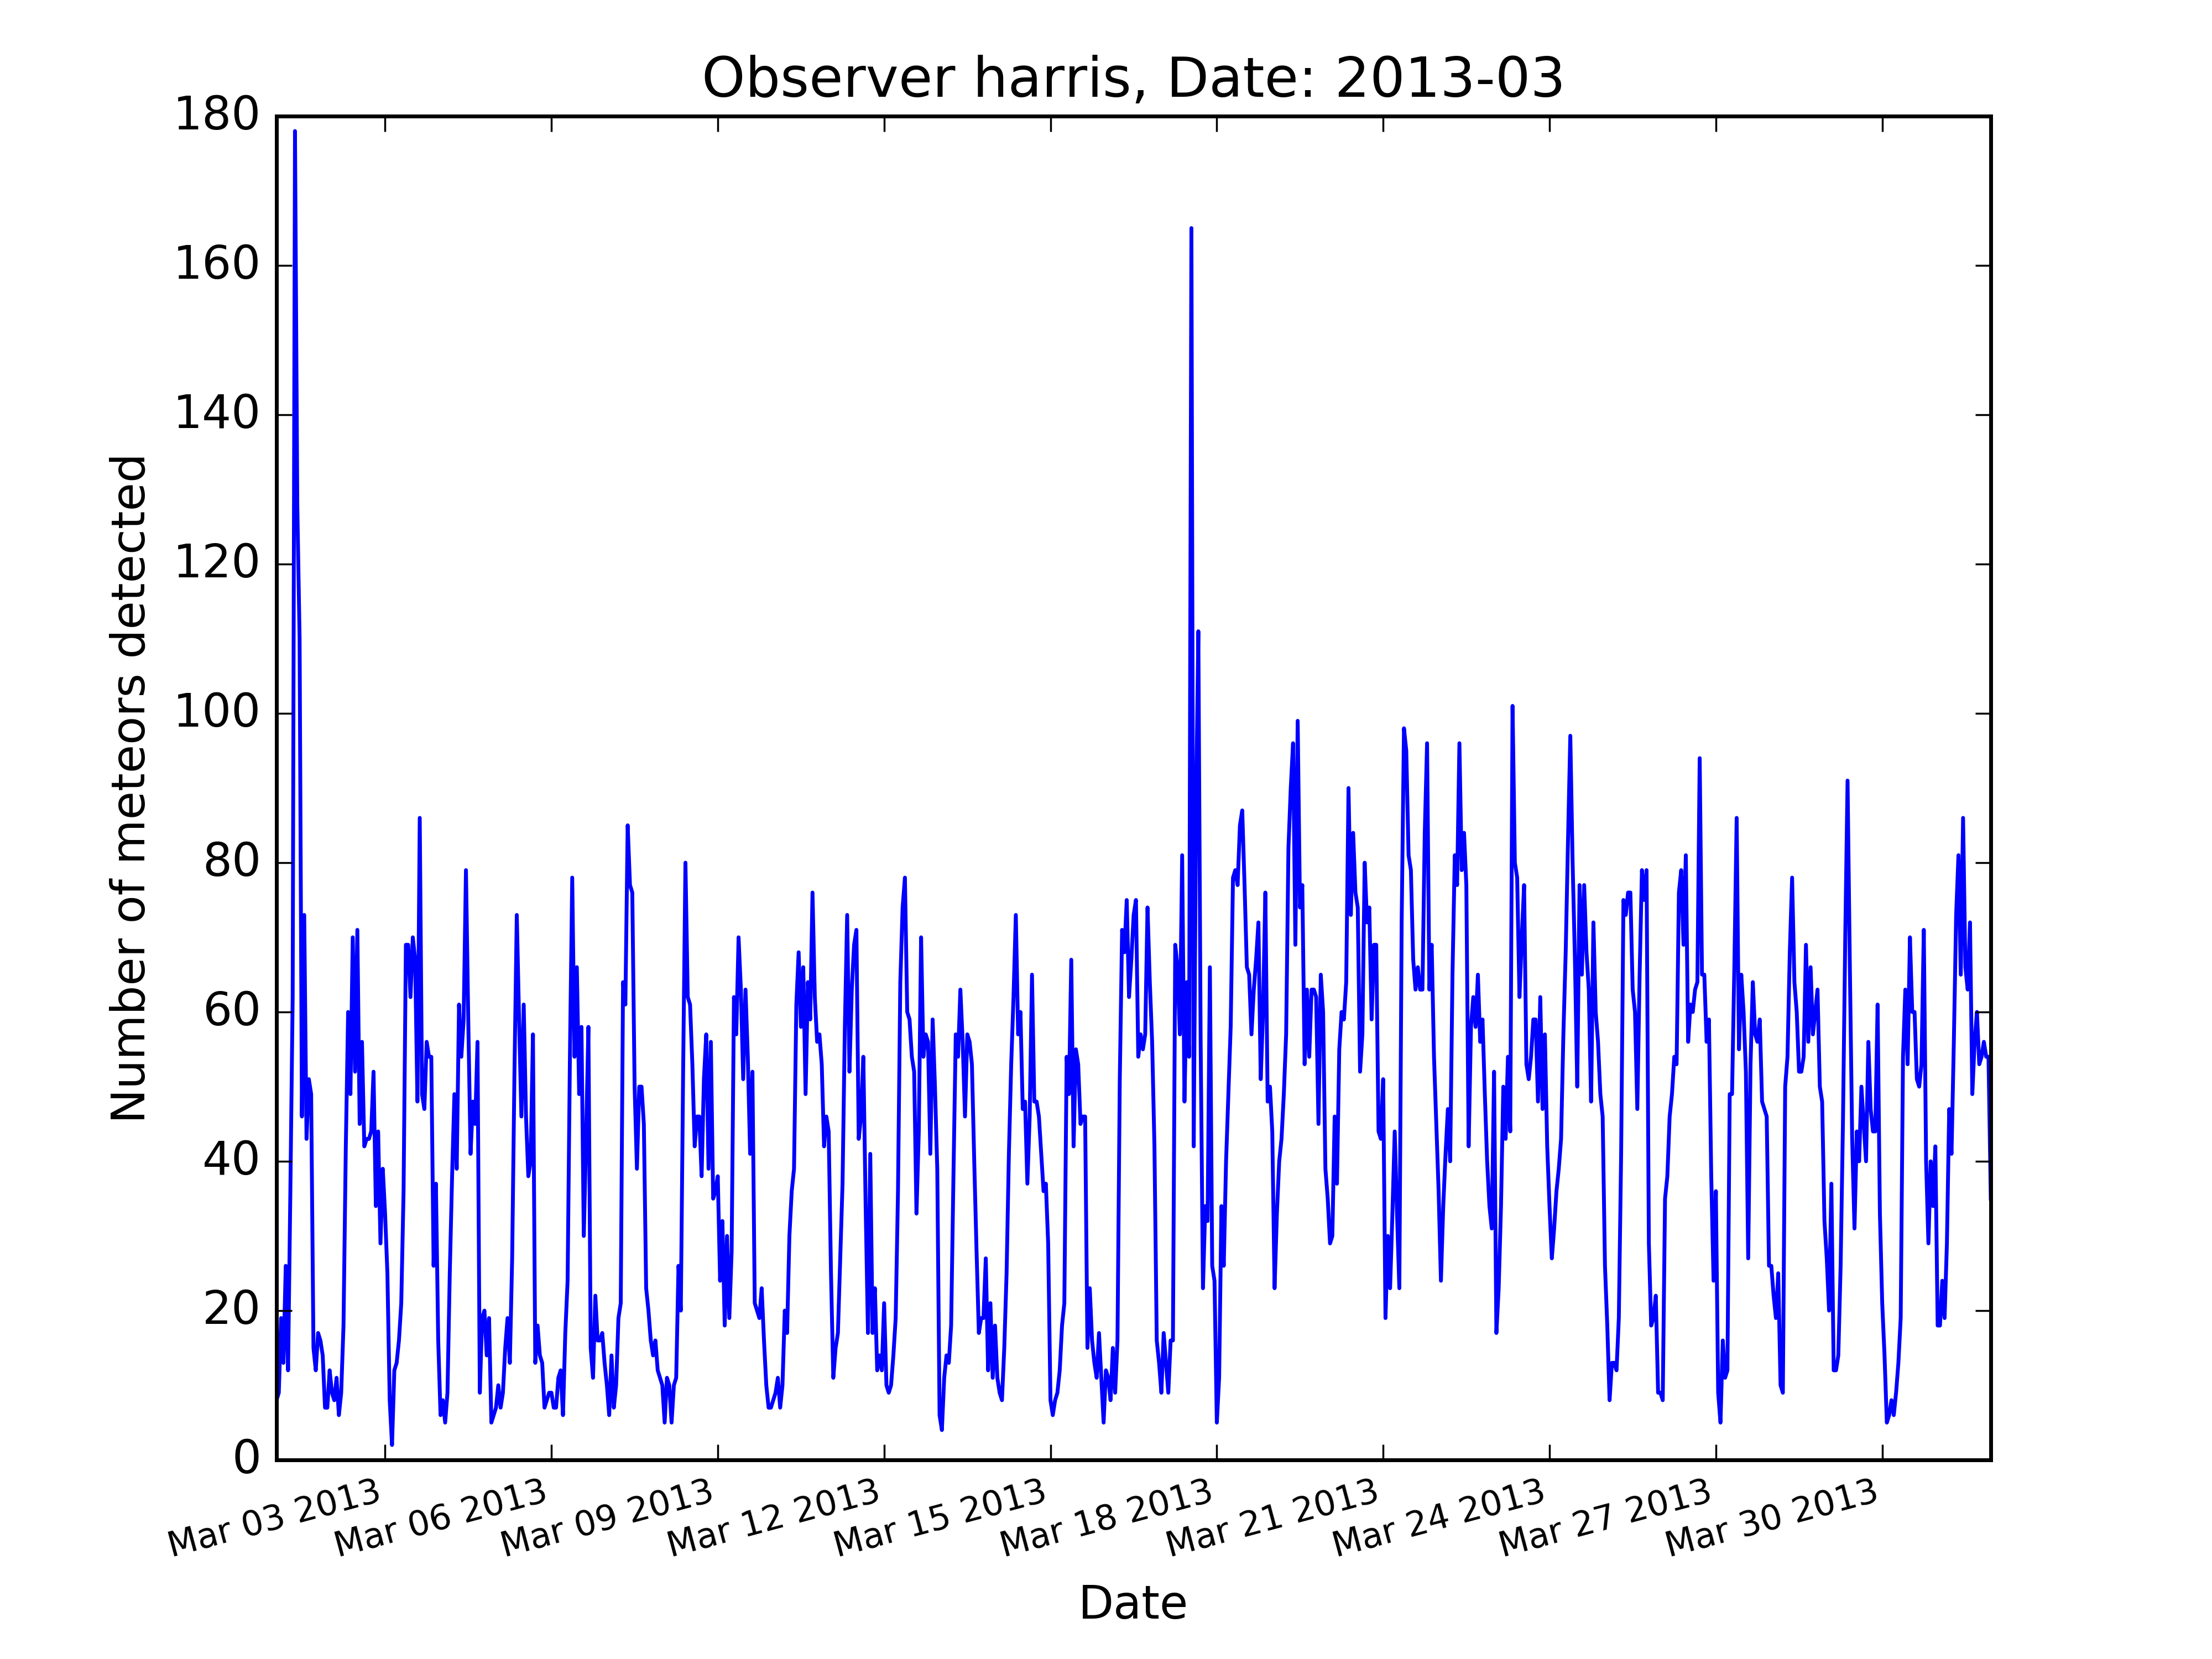 Observer harris, Date: 2013-03
180
160
140
120
100
80
60
40
20
0
Number of meteors detected
Mar 03 2013
Mar 06 2013
Mar 09 2013
Mar 12 2013
Mar 15 2013
Mar 18 2013
Mar 21 2013
Mar 24 2013
Mar 27 2013
Mar 30 2013
Date